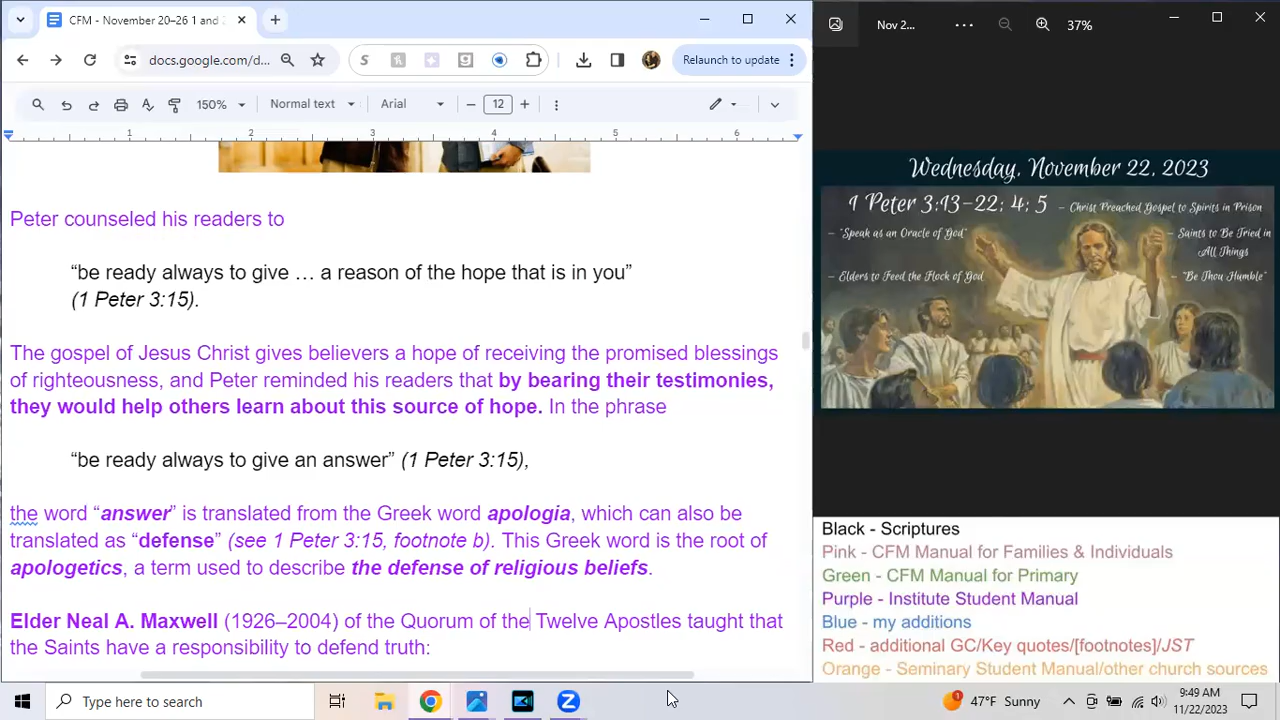 CFM - November 20–26 1 and
docs.google.com/d...
Relaunch to update
Nov 2...
37%
150%
Normal text
Arial
12
1
2
3
4
5
6
Peter counseled his readers to
“be ready always to give … a reason of the hope that is in you”
(1 Peter 3:15).
The gospel of Jesus Christ gives believers a hope of receiving the promised blessings
of righteousness, and Peter reminded his readers that by bearing their testimonies,
they would help others learn about this source of hope. In the phrase
“be ready always to give an answer” (1 Peter 3:15),
the word “answer” is translated from the Greek word apologia, which can also be
translated as “defense” (see 1 Peter 3:15, footnote b). This Greek word is the root of
apologetics, a term used to describe the defense of religious beliefs.
Elder Neal A. Maxwell (1926–2004) of the Quorum of the Twelve Apostles taught that
the Saints have a responsibility to defend truth:
Wednesday, November 22, 2023
1 Peter 3:13-22; 4; 5
– Christ Preached Gospel to Spirits in Prison
– "Speak as an Oracle of God"
– Saints to Be Tried in
All Things
– Elders to Feed the Flock of God
– "Be Thou Humble"
Black - Scriptures
Pink - CFM Manual for Families & Individuals
Green - CFM Manual for Primary
Purple - Institute Student Manual
Blue - my additions
Red - additional GC/Key quotes/[footnotes]/JST
Orange - Seminary Student Manual/other church sources
Type here to search
1
47°F Sunny
9:49 AM
11/22/2023